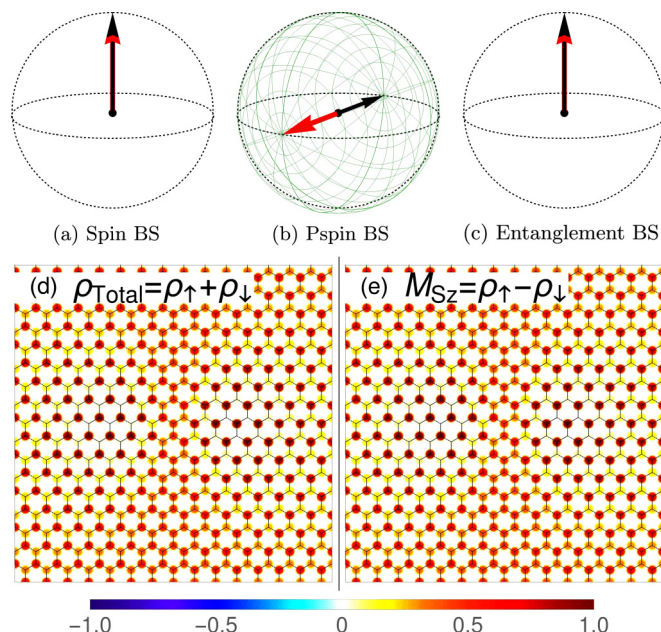 (a) Spin BS
(b) Pspin BS
(c) Entanglement BS
(d) ρTotal=ρ↑+ρ↓
(e) MSz=ρ↑−ρ↓
−1.0 −0.5 0 0.5 1.0